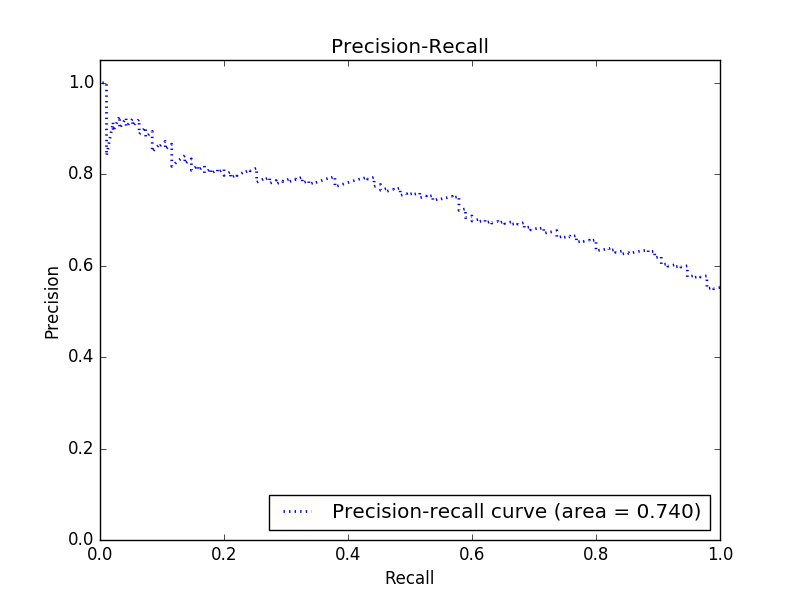 Precision-Recall
1.0
0.8
0.6
0.4
0.2
0.0
Precision
0.0 0.2 0.4 0.6 0.8 1.0
Recall
Precision-recall curve (area = 0.740)